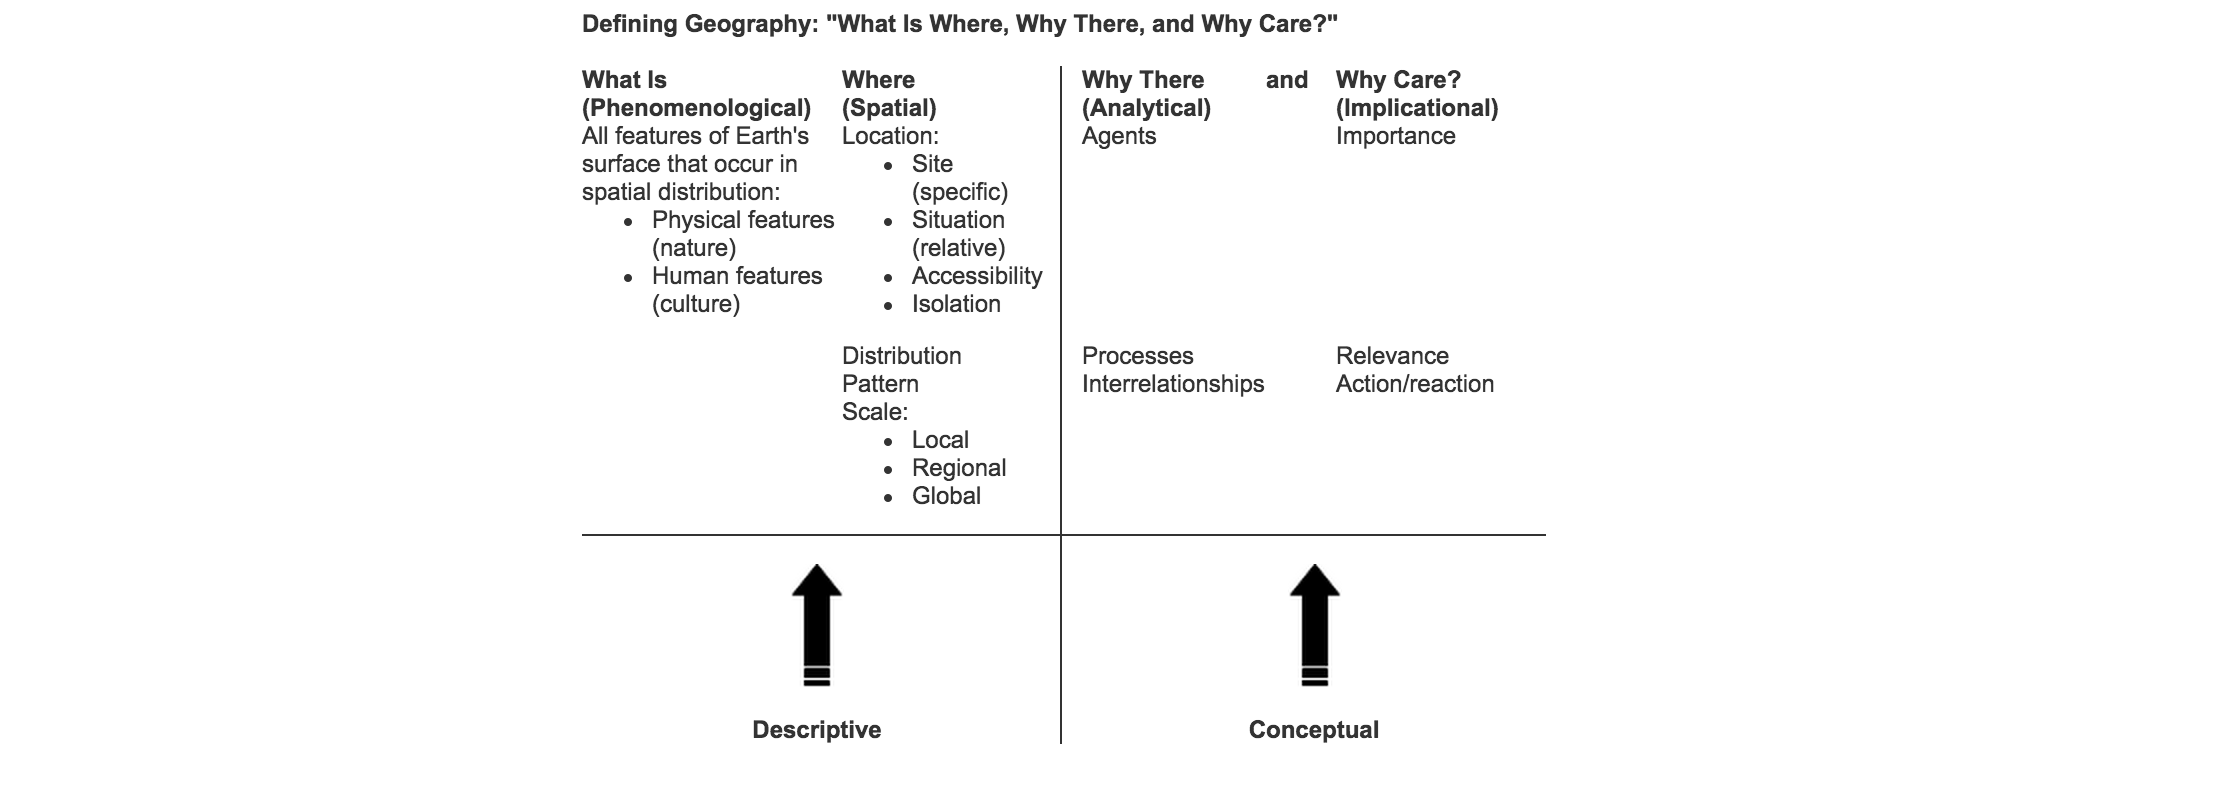 Defining Geography: "What Is Where, Why There, and Why Care?"
What Is
(Phenomenological)
All features of Earth's
surface that occur in
spatial distribution:
• Physical features
(nature)
• Human features
(culture)
Where
(Spatial)
Location:
• Site
(specific)
• Situation
(relative)
• Accessibility
• Isolation
Distribution
Pattern
Scale:
• Local
• Regional
• Global
Why There and
(Analytical)
Agents
Processes
Interrelationships
Why Care?
(Implicational)
Importance
Relevance
Action/reaction
Descriptive
Conceptual